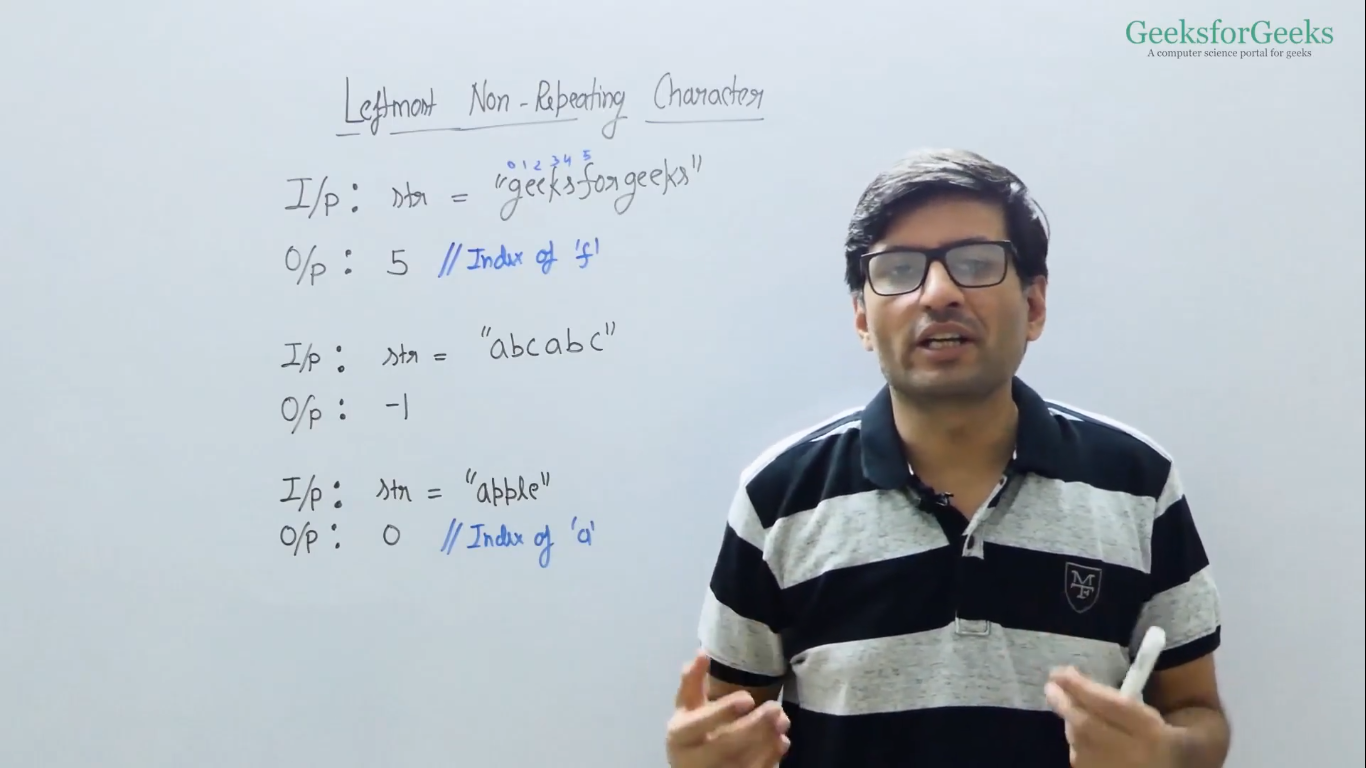 GeeksforGeeks
A computer science portal for geeks
Leftmost Non-Repeating Character
0 1 2 3 4 5
I/p : str = "geeksforgeeks"
O/p : 5 // Index of 'f'
I/p : str = "abcabc"
O/p : -1
I/p : str = "apple"
O/p : 0 // Index of 'a'
MF